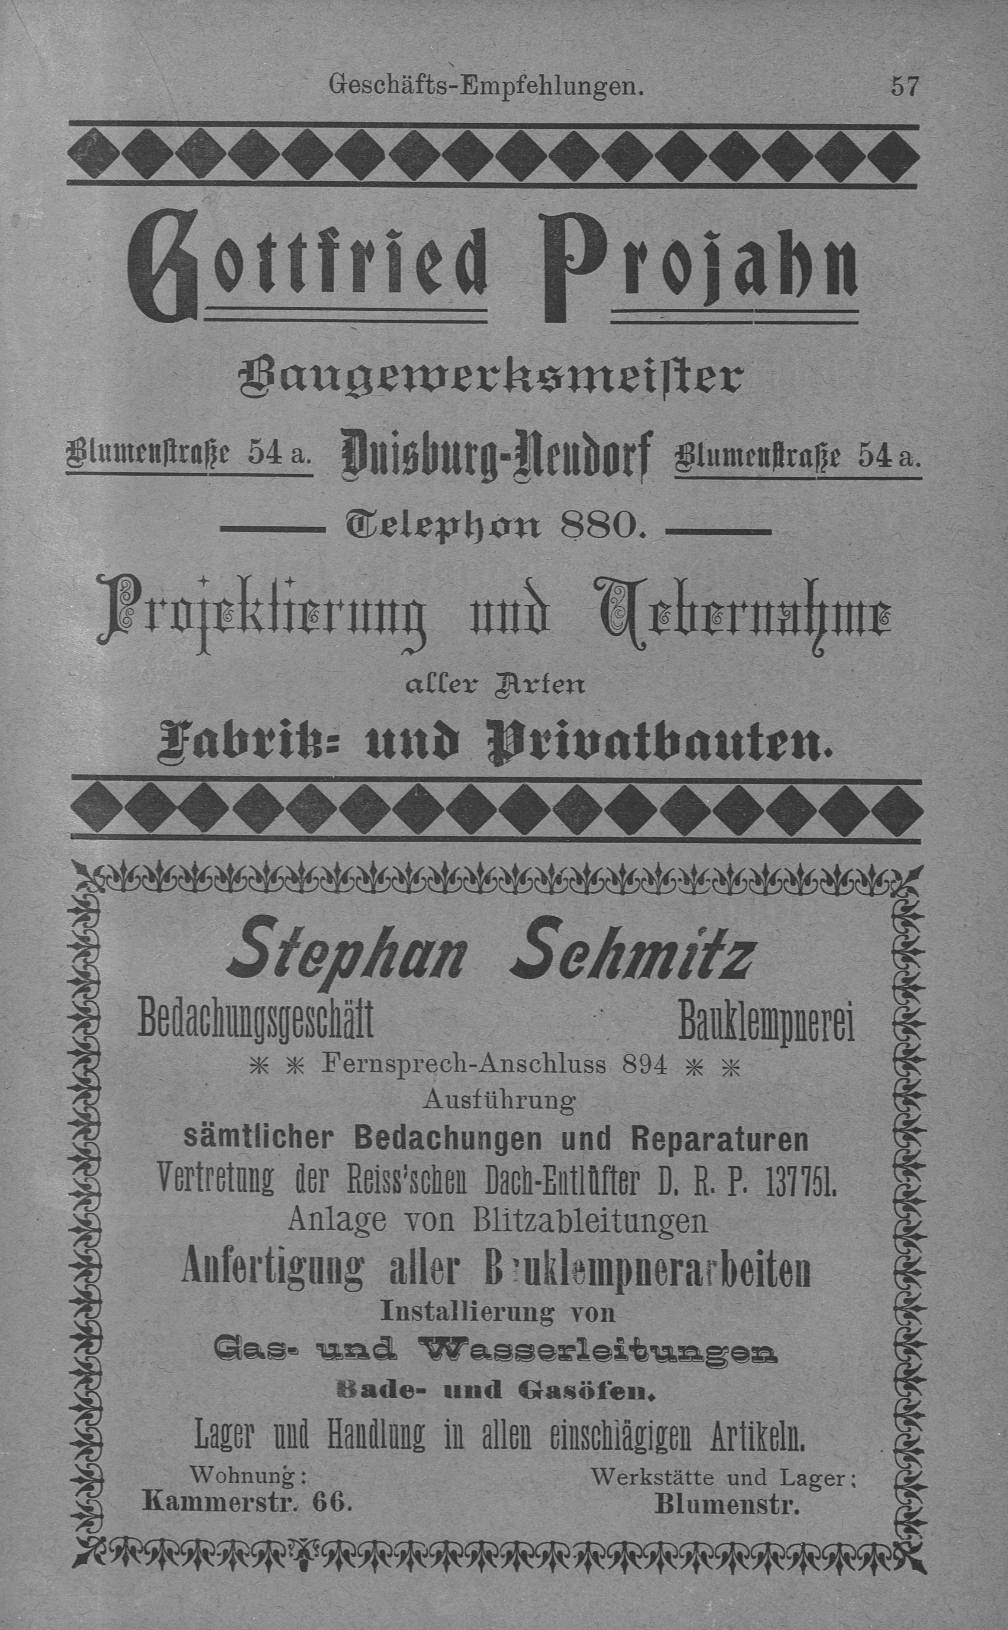 Geschäfts-Empfehlungen. 57
Gottfried Projahn
Baugewerksmeister
Blumenstraße 54 a. Duisburg-Neudorf Blumenstraße 54 a.
Telephon 880.
Projektierung und Uebernahme
aller Arten
Fabrik- und Privatbauten.
Stephan Schmitz
Bedachungsgeschäft Bauklempnerei
Fernsprech-Anschluss 894
Ausführung
sämtlicher Bedachungen und Reparaturen
Vertretung der Reiss'schen Dach-Entlüfter D. R. P. 137751.
Anlage von Blitzableitungen
Anfertigung aller Bauklempnerarbeiten
Installierung von
Gas- und Wasserleitungen
Bade- und Gasöfen.
Lager und Handlung in allen einschlägigen Artikeln.
Wohnung: Werkstätte und Lager:
Kammerstr. 66. Blumenstr.